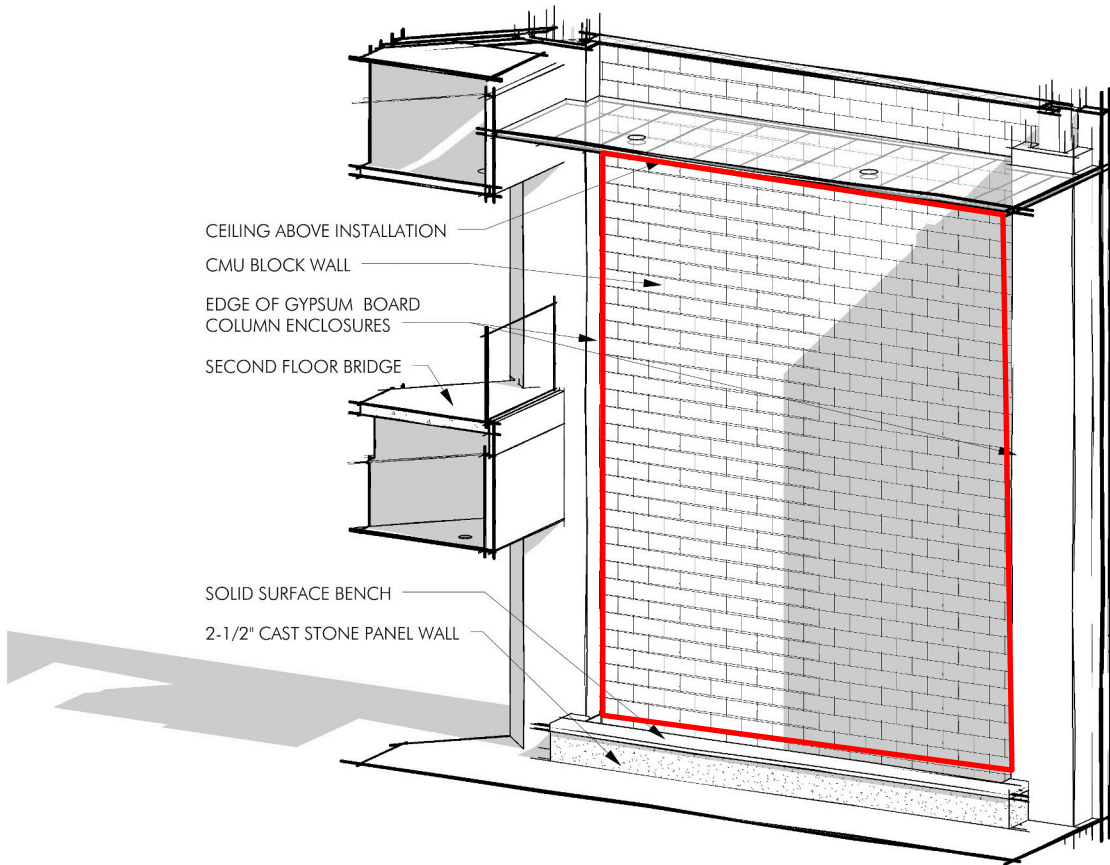 CEILING ABOVE INSTALLATION
CMU BLOCK WALL
EDGE OF GYPSUM BOARD
COLUMN ENCLOSURES
SECOND FLOOR BRIDGE
SOLID SURFACE BENCH
2-1/2" CAST STONE PANEL WALL